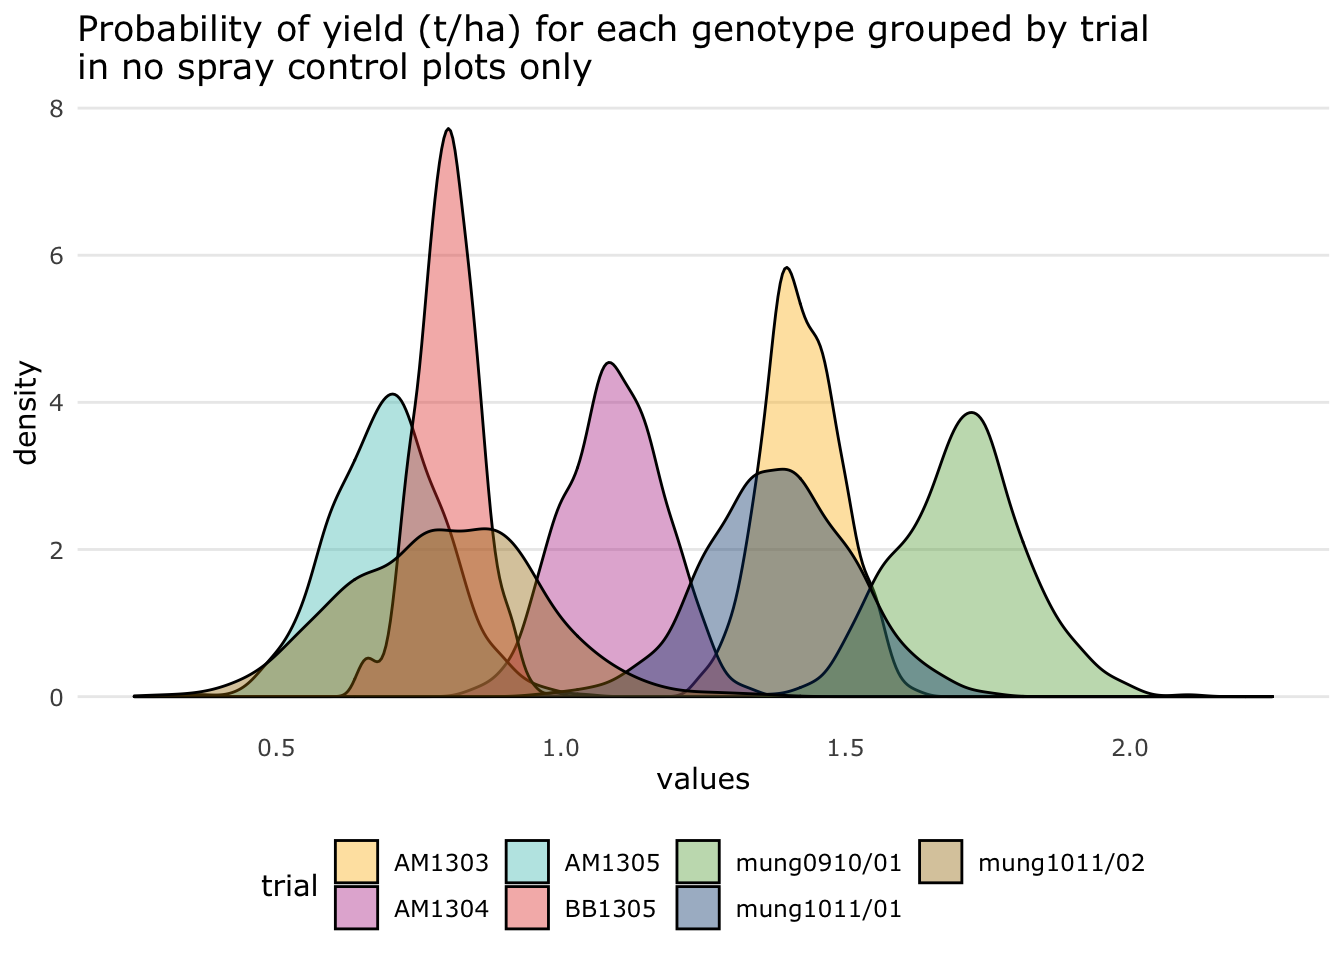 Probability of yield (t/ha) for each genotype grouped by trial
in no spray control plots only
8
6
4
2
0
density
0.5 1.0 1.5 2.0
values
trial
AM1303 AM1305 mung0910/01 mung1011/02
AM1304 BB1305 mung1011/01